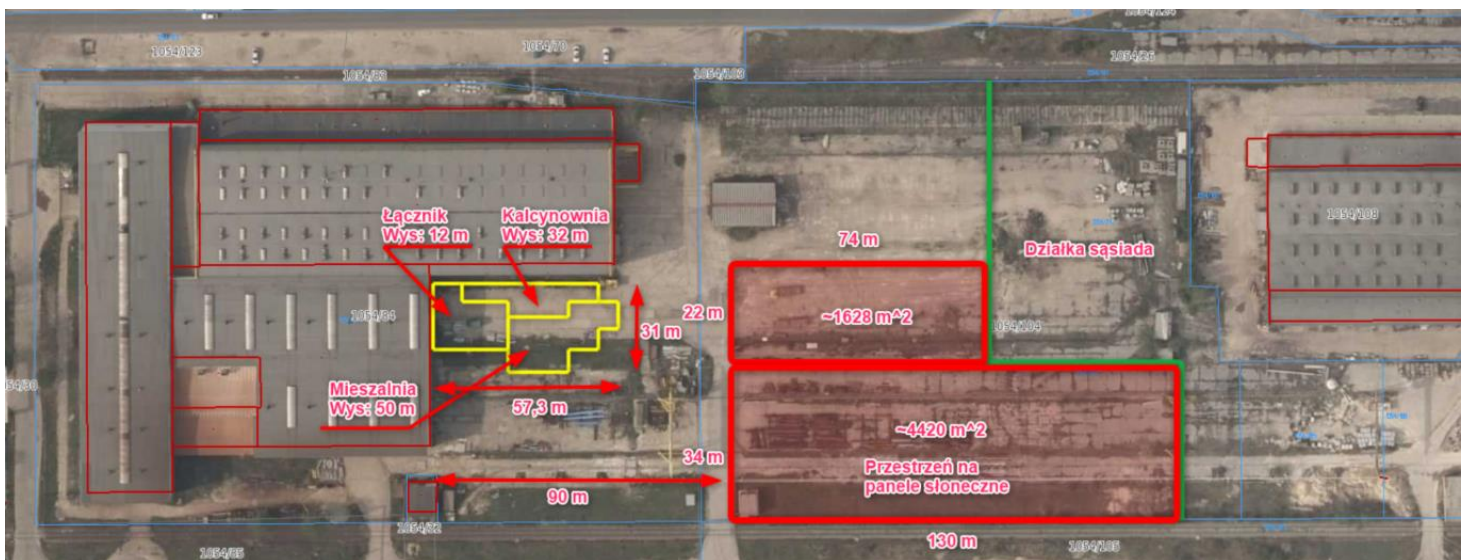 1054/123
1054/70
1054/83
1054/103
1054/26
Łącznik
Wys: 12 m
Kalcynownia
Wys: 32 m
74 m
Działka sąsiada
1054/108
1054/84
22 m
~1628 m^2
31 m
1054/104
Mieszalnia
Wys: 50 m
57,3 m
~4420 m^2
34 m
Przestrzeń na
panele słoneczne
90 m
1054/22
130 m
1054/85
1054/105